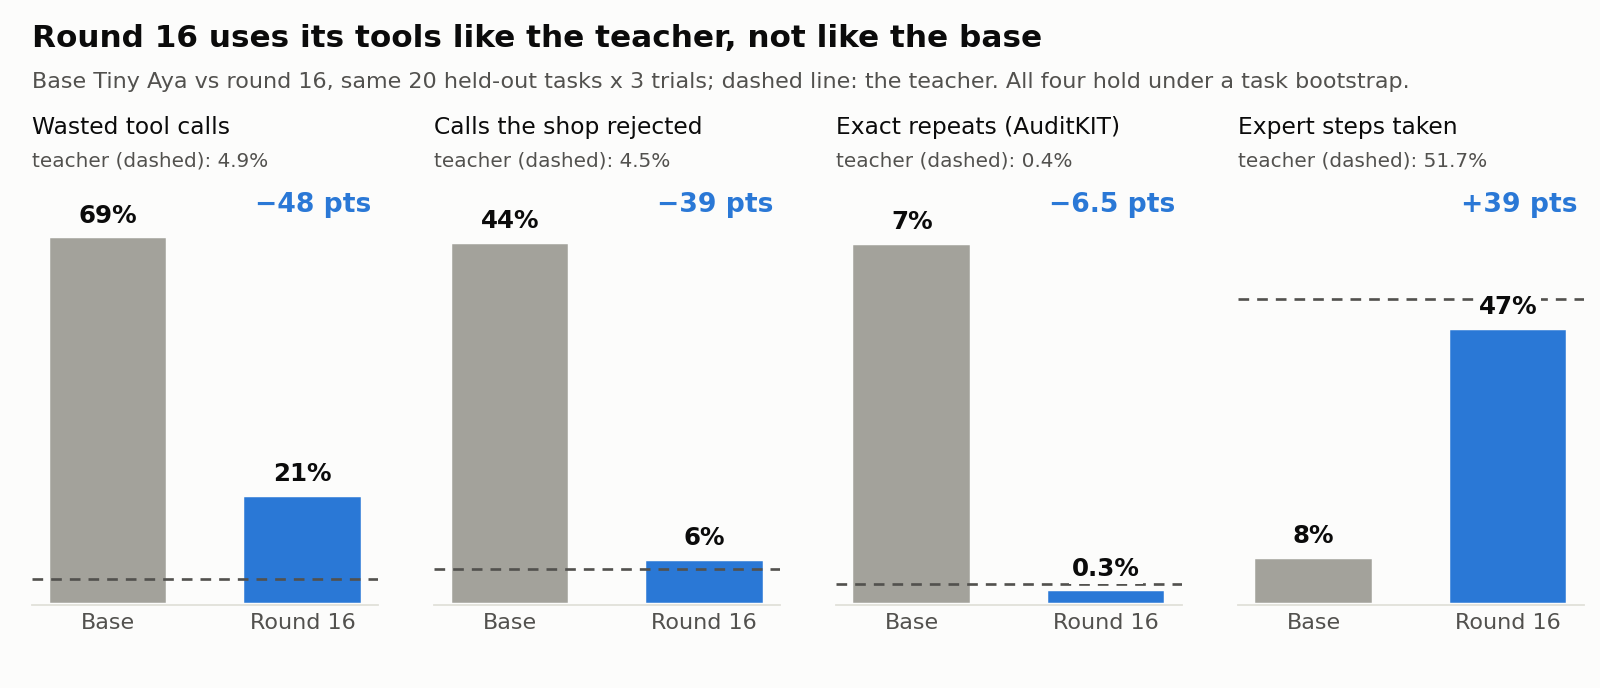 Round 16 uses its tools like the teacher, not like the base
Base Tiny Aya vs round 16, same 20 held-out tasks x 3 trials; dashed line: the teacher. All four hold under a task bootstrap.
Wasted tool calls
teacher (dashed): 4.9%
−48 pts
69%
21%
Base
Round 16
Calls the shop rejected
teacher (dashed): 4.5%
−39 pts
44%
6%
Base
Round 16
Exact repeats (AuditKIT)
teacher (dashed): 0.4%
−6.5 pts
7%
0.3%
Base
Round 16
Expert steps taken
teacher (dashed): 51.7%
+39 pts
8%
47%
Base
Round 16